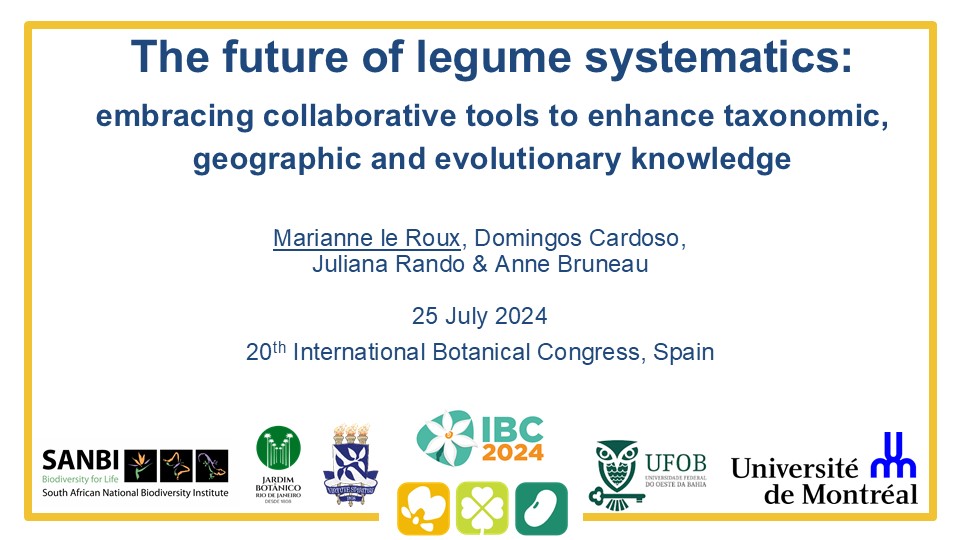 The future of legume systematics:
embracing collaborative tools to enhance taxonomic,
geographic and evolutionary knowledge
Marianne le Roux, Domingos Cardoso,
Juliana Rando & Anne Bruneau
25 July 2024
20th International Botanical Congress, Spain
SANBI
Biodiversity for Life
South African National Biodiversity Institute
JARDIM
BOTÂNICO
RIO DE JANEIRO
DESDE 1808
IBC
2024
UFOB
UNIVERSIDADE FEDERAL
DO OESTE DA BAHIA
Université
de Montréal